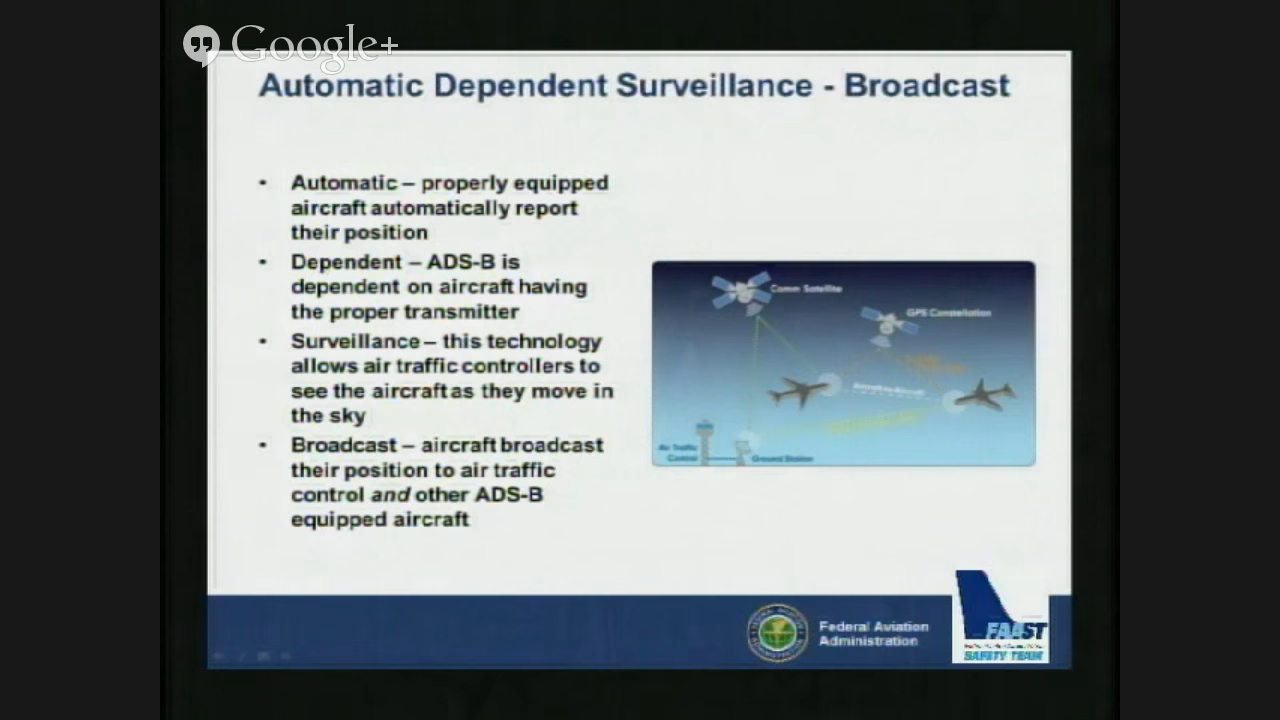 Google+
Automatic Dependent Surveillance - Broadcast
• Automatic – properly equipped
aircraft automatically report
their position
• Dependent – ADS-B is
dependent on aircraft having
the proper transmitter
• Surveillance – this technology
allows air traffic controllers to
see the aircraft as they move in
the sky
• Broadcast – aircraft broadcast
their position to air traffic
control and other ADS-B
equipped aircraft
Comm Satellite
GPS Constellation
Aircraft to Aircraft
Air Traffic
Control
Ground Station
Federal Aviation
Administration
FAAST
SAFETY TEAM